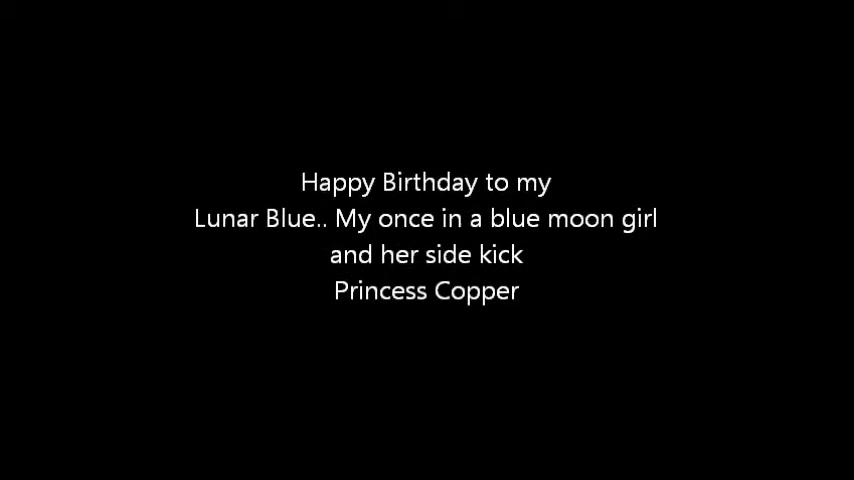 Happy Birthday to my
Lunar Blue.. My once in a blue moon girl
and her side kick
Princess Copper